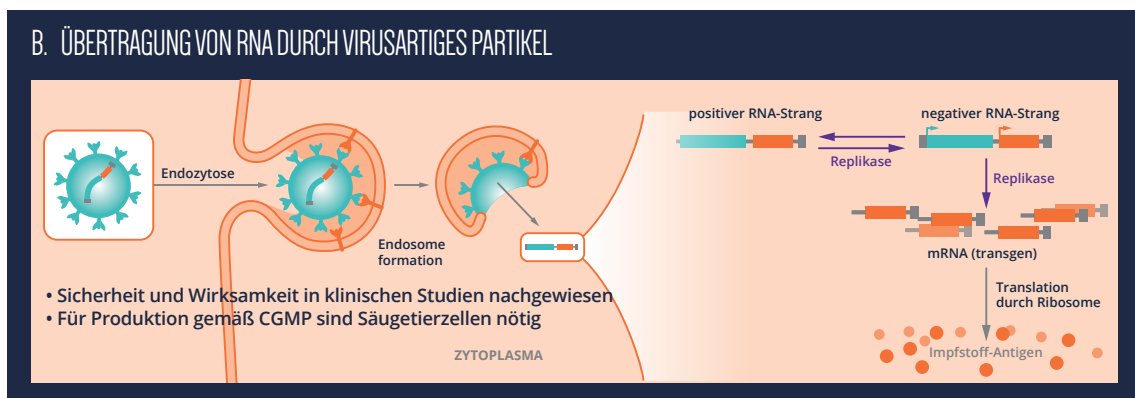 B. ÜBERTRAGUNG VON RNA DURCH VIRUSARTIGES PARTIKEL
Endozytose
Endosome
formation
• Sicherheit und Wirksamkeit in klinischen Studien nachgewiesen
• Für Produktion gemäß CGMP sind Säugetierzellen nötig
ZYTOPLASMA
positiver RNA-Strang
negativer RNA-Strang
Replikase
Replikase
mRNA (transgen)
Translation
durch Ribosome
Impfstoff-Antigen